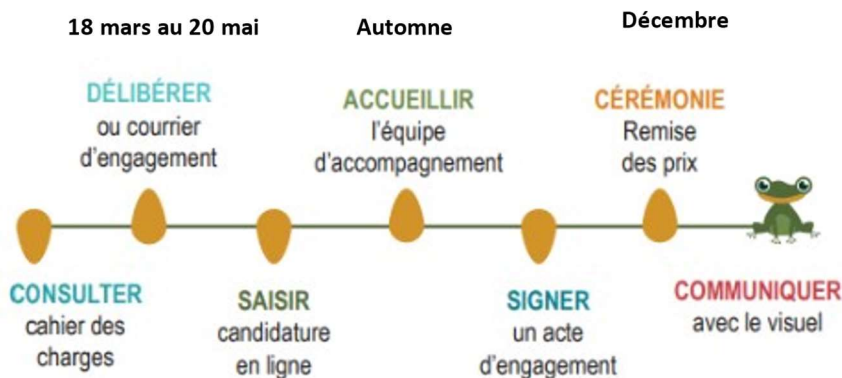 18 mars au 20 mai
Automne
Décembre
DÉLIBÉRER
ou courrier
d'engagement
ACCUEILLIR
l'équipe
d'accompagnement
CÉRÉMONIE
Remise
des prix
CONSULTER
cahier des
charges
SAISIR
candidature
en ligne
SIGNER
un acte
d'engagement
COMMUNIQUER
avec le visuel